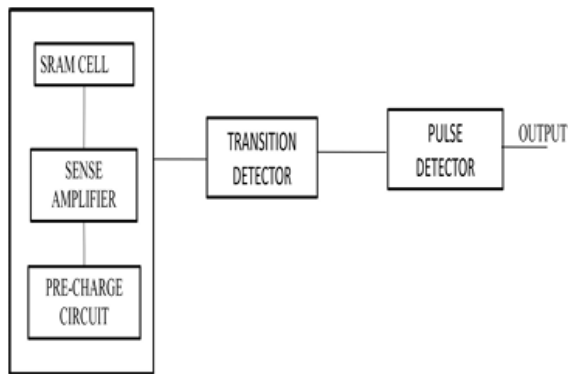 SRAM CELL
SENSE
AMPLIFIER
PRE-CHARGE
CIRCUIT
TRANSITION
DETECTOR
PULSE
DETECTOR
OUTPUT